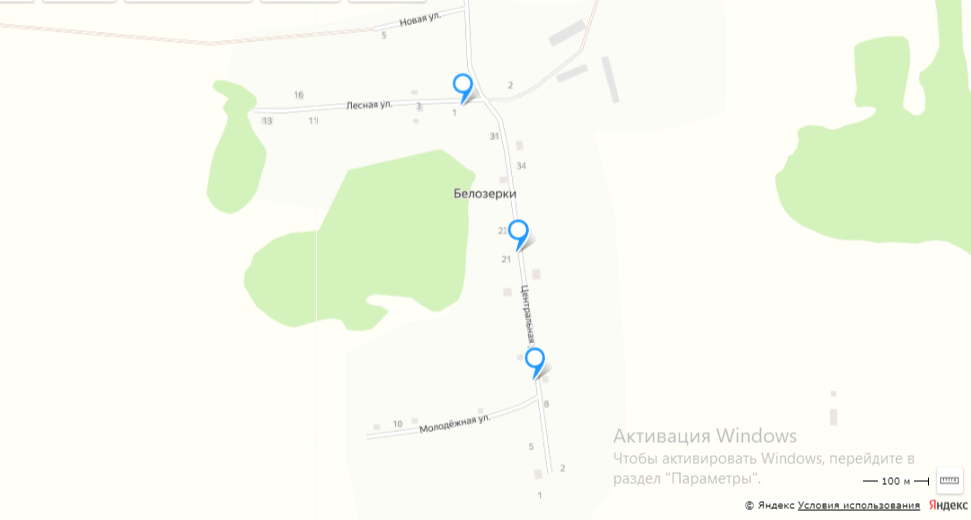 Новая ул.
5
2
16
Лесная ул.
3
1
13
11
31
34
Белозерки
23
21
Центральная
8
10
Молодёжная ул.
5
2
1
Активация Windows
Чтобы активировать Windows, перейдите в
раздел "Параметры".
100 м
© Яндекс Условия использования Яндекс